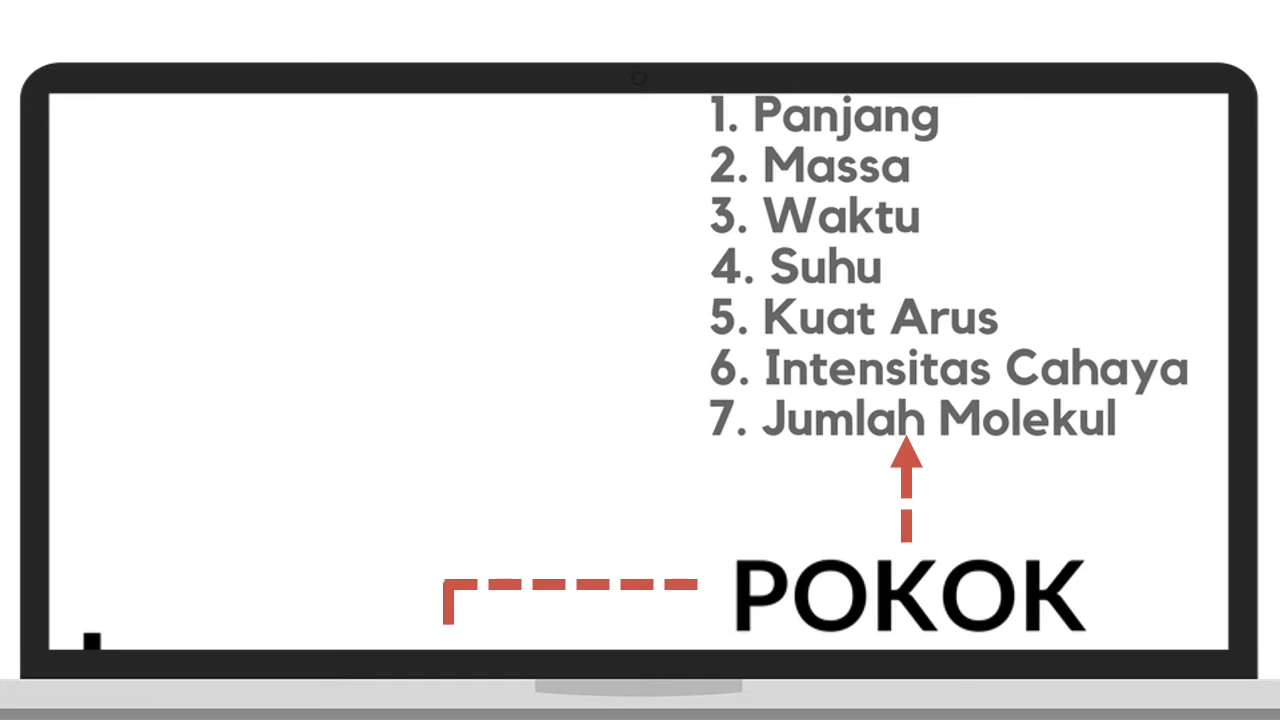 1. Panjang
2. Massa
3. Waktu
4. Suhu
5. Kuat Arus
6. Intensitas Cahaya
7. Jumlah Molekul
POKOK